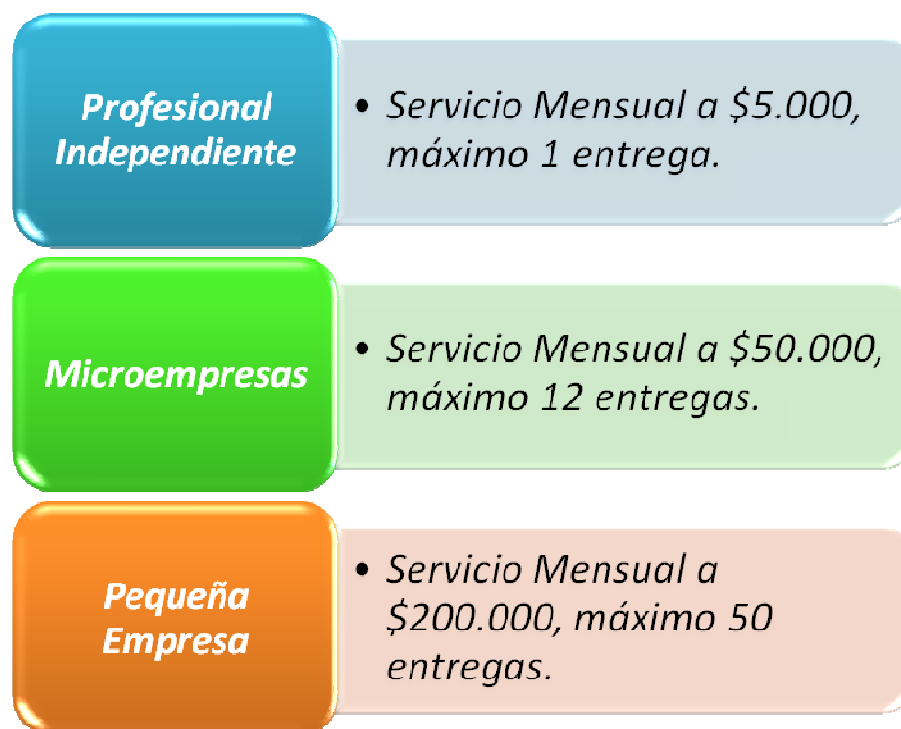 Profesional
Independiente
• Servicio Mensual a $5.000,
máximo 1 entrega.
Microempresas
• Servicio Mensual a $50.000,
máximo 12 entregas.
Pequeña
Empresa
• Servicio Mensual a
$200.000, máximo 50
entregas.